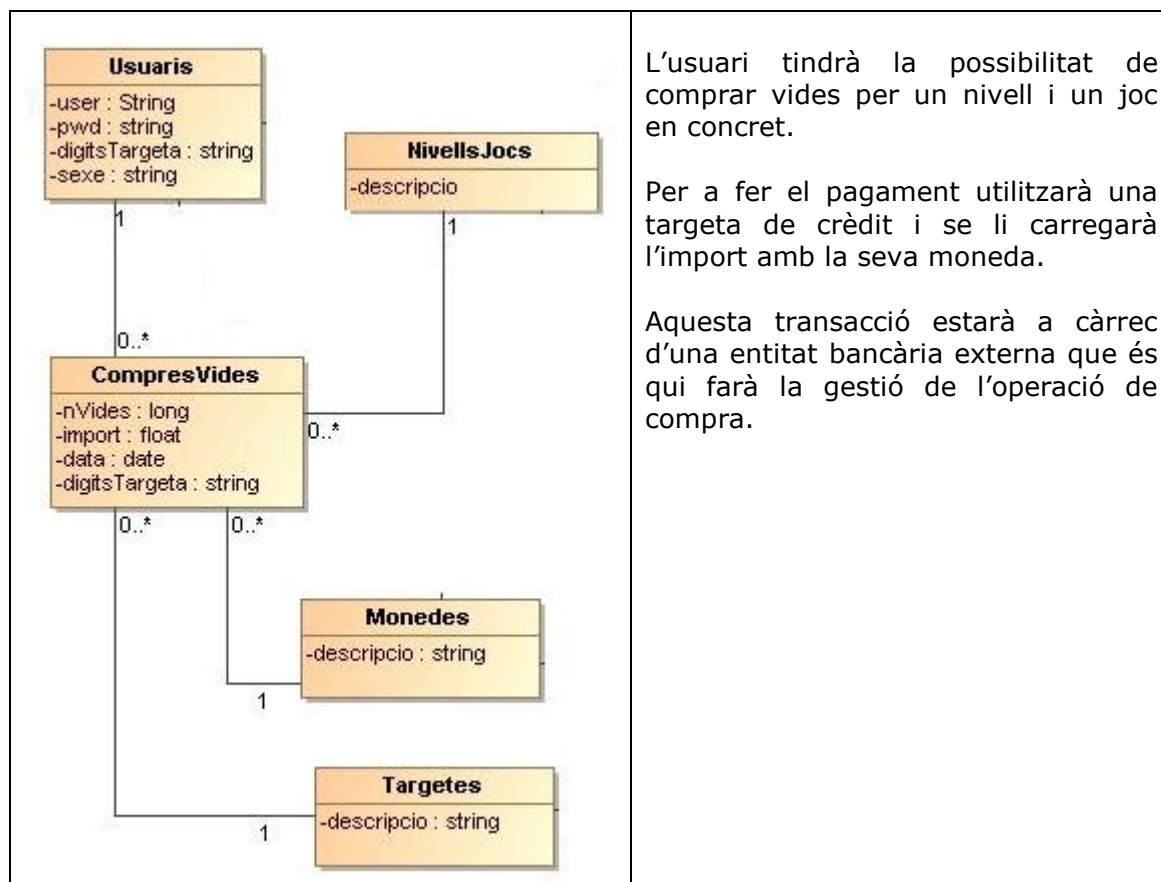 Usuaris
-user : String
-pwd : string
-digitsTargeta : string
-sexe : string
1
0..*
NivellsJocs
-descripcio
1
0..*
CompresVides
-nVides : long
-import : float
-data : date
-digitsTargeta : string
0..*
0..*
Monedes
-descripcio : string
1
Targetes
-descripcio : string
1
L'usuari tindrà la possibilitat de
comprar vides per un nivell i un joc
en concret.
Per a fer el pagament utilitzarà una
targeta de crèdit i se li carregarà
l'import amb la seva moneda.
Aquesta transacció estarà a càrrec
d'una entitat bancària externa que és
qui farà la gestió de l'operació de
compra.